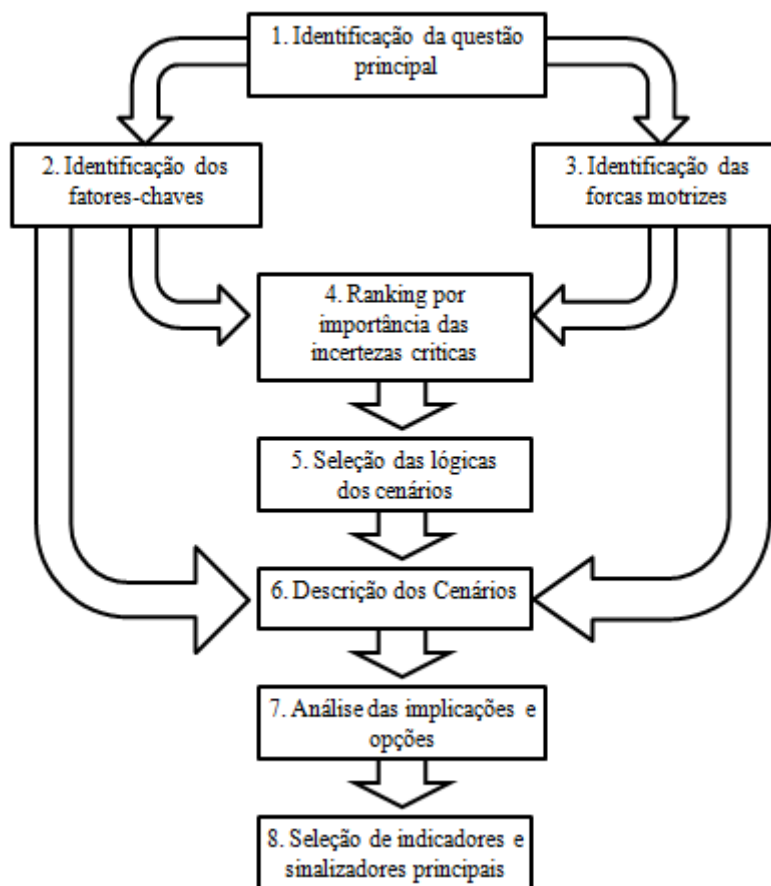 1. Identificação da questão
principal
2. Identificação dos
fatores-chaves
3. Identificação das
forcas motrizes
4. Ranking por
importância das
incertezas criticas
5. Seleção das lógicas
dos cenários
6. Descrição dos Cenários
7. Análise das implicações e
opções
8. Seleção de indicadores e
sinalizadores principais